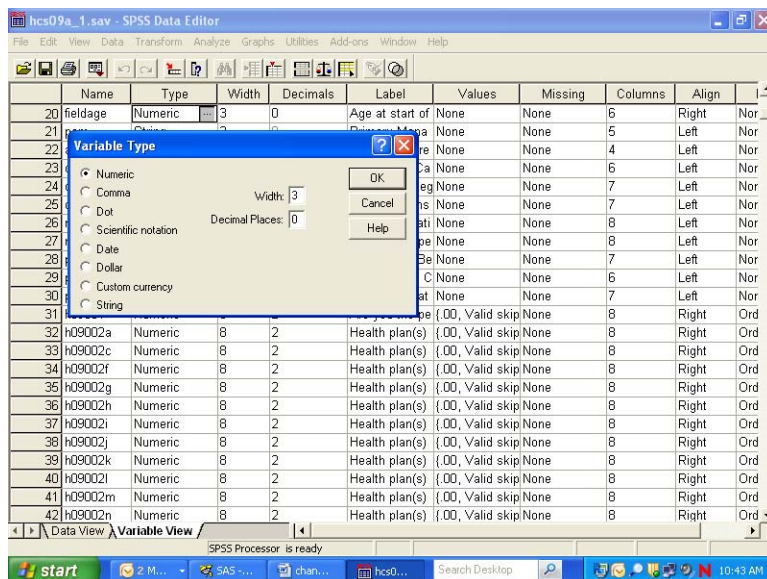 hcs09a_1.sav - SPSS Data Editor
File Edit View Data Transform Analyze Graphs Utilities Add-ons Window Help
Name Type Width Decimals Label Values Missing Columns Align
20 fieldage Numeric ... 3 0 Age at start of None None 6 Right Nor
21 None None 5 Left Nor
22 re None None 4 Left Nor
23 Ca None None 6 Left Nor
24 eg None None 7 Left Nor
25 ns None None 7 Left Nor
26 ati None None 8 Left Nor
27 pe None None 8 Left Nor
28 Be None None 7 Left Nor
29 C None None 6 Left Nor
30 at None None 7 Left Nor
31 pe {.00, Valid skip None 8 Right Ord
Variable Type
Numeric
Comma
Dot
Scientific notation
Date
Dollar
Custom currency
String
Width: 3
Decimal Places: 0
OK
Cancel
Help
32 h09002a Numeric 8 2 Health plan(s) {.00, Valid skip None 8 Right Ord
33 h09002c Numeric 8 2 Health plan(s) {.00, Valid skip None 8 Right Ord
34 h09002f Numeric 8 2 Health plan(s) {.00, Valid skip None 8 Right Ord
35 h09002g Numeric 8 2 Health plan(s) {.00, Valid skip None 8 Right Ord
36 h09002h Numeric 8 2 Health plan(s) {.00, Valid skip None 8 Right Ord
37 h09002i Numeric 8 2 Health plan(s) {.00, Valid skip None 8 Right Ord
38 h09002j Numeric 8 2 Health plan(s) {.00, Valid skip None 8 Right Ord
39 h09002k Numeric 8 2 Health plan(s) {.00, Valid skip None 8 Right Ord
40 h09002l Numeric 8 2 Health plan(s) {.00, Valid skip None 8 Right Ord
41 h09002m Numeric 8 2 Health plan(s) {.00, Valid skip None 8 Right Ord
42 h09002n Numeric 8 2 Health plan(s) {.00, Valid skip None 8 Right Ord
Data View Variable View
SPSS Processor is ready
start 2 M... SAS -... chan... hcs0... Search Desktop N 10:43 AM